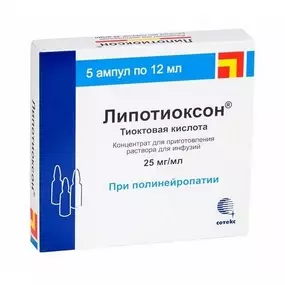 5 ампул по 12 мл
Липотиоксон®
Тиоктовая кислота
Концентрат для приготовления
раствора для инфузий
25 мг/мл
При полинейропатии
сотекс
Липотиоксон®